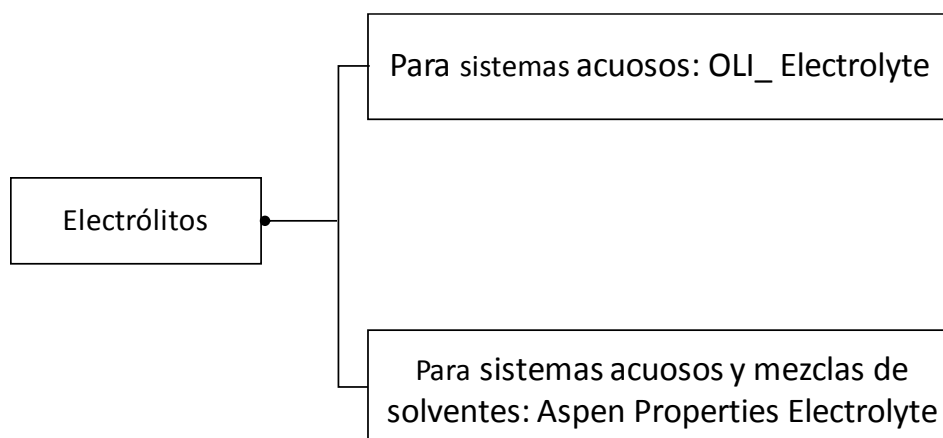 Para sistemas acuosos: OLI_ Electrolyte
Electrólitos
Para sistemas acuosos y mezclas de
solventes: Aspen Properties Electrolyte